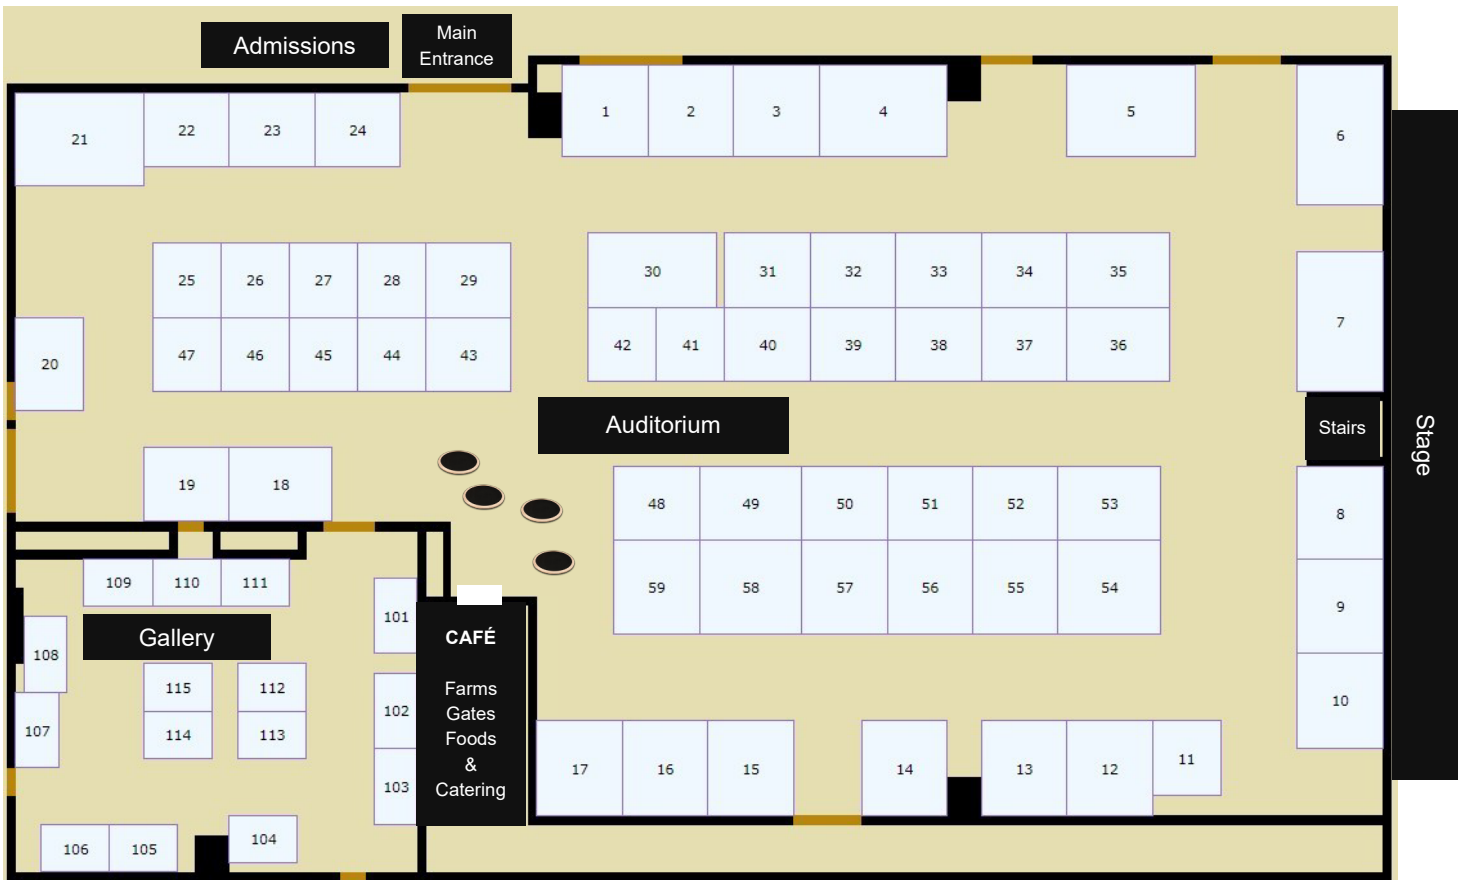 Admissions
Main
Entrance
1 2 3 4 5 6
21 22 23 24
25 26 27 28 29
30 31 32 33 34 35
7
20
47 46 45 44 43
42 41 40 39 38 37 36
Auditorium
Stairs
Stage
19 18
48 49 50 51 52 53
8
59 58 57 56 55 54
9
109 110 111
101
Gallery
108
115 112
107
114 113
102
103
CAFÉ
Farms
Gates
Foods
&
Catering
10
17 16 15 14 13 12 11
106 105 104